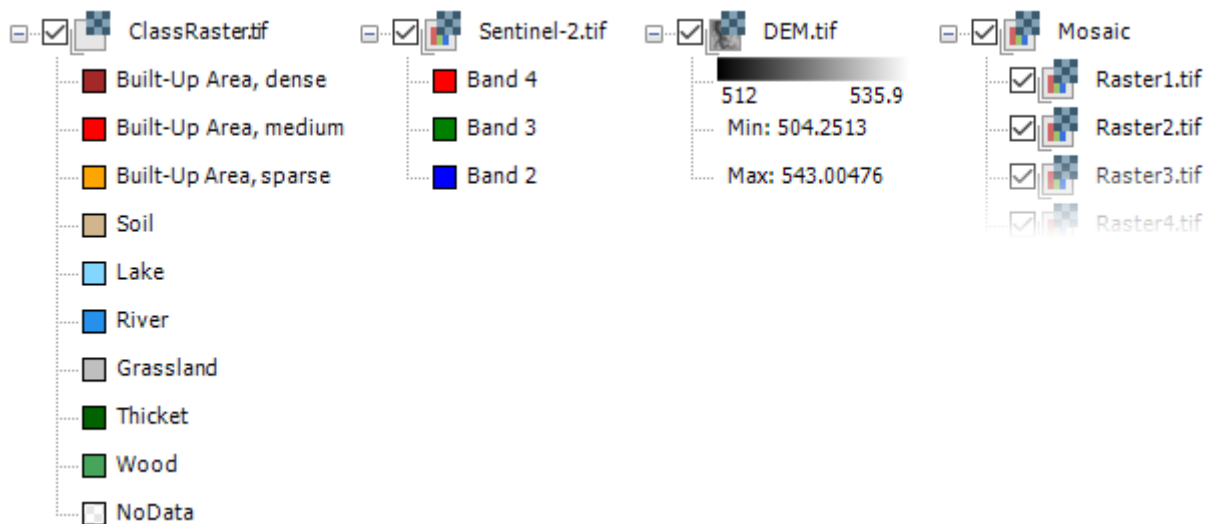 ClassRaster.tif
Built-Up Area, dense
Built-Up Area, medium
Built-Up Area, sparse
Soil
Lake
River
Grassland
Thicket
Wood
NoData
Sentinel-2.tif
Band 4
Band 3
Band 2
DEM.tif
512 535.9
Min: 504.2513
Max: 543.00476
Mosaic
Raster1.tif
Raster2.tif
Raster3.tif
Raster4.tif